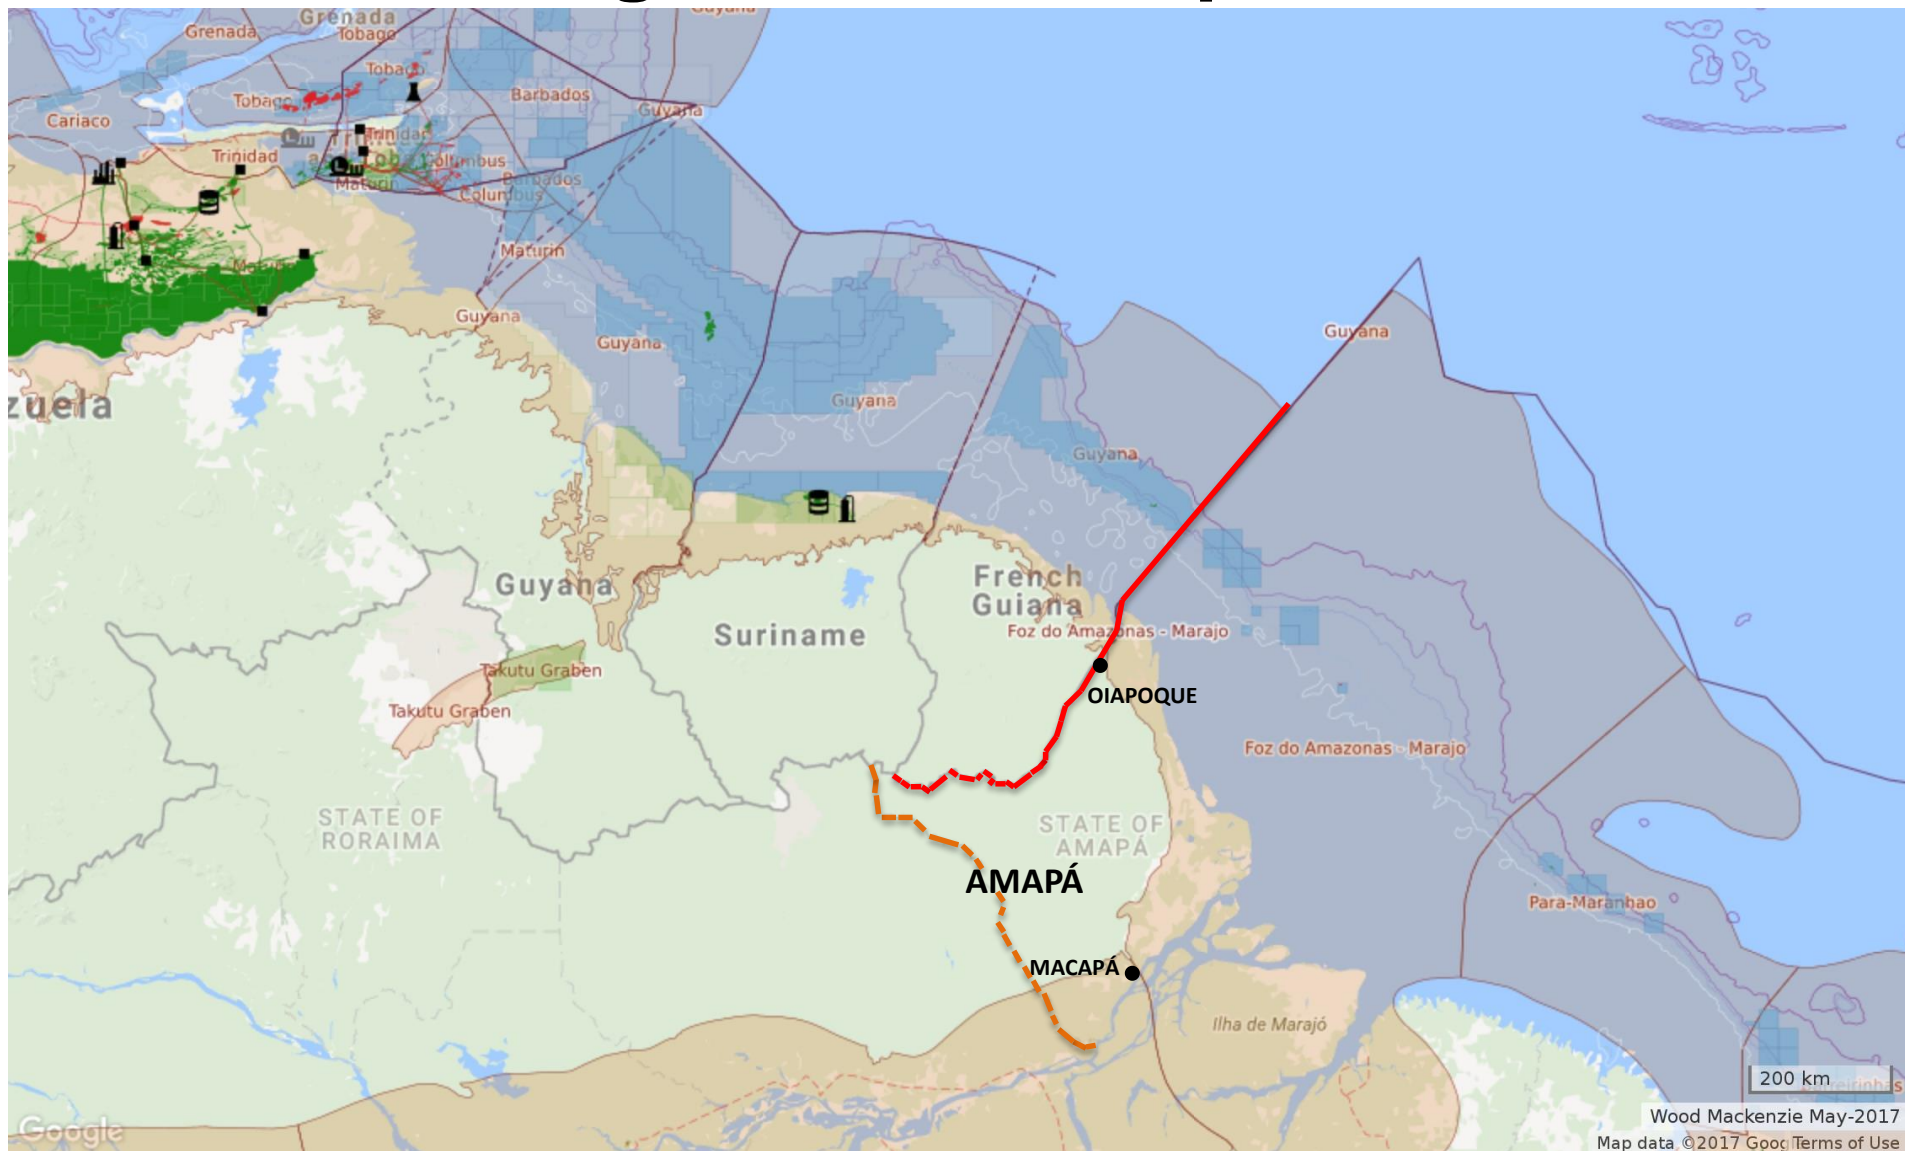 Guyana
Grenada
Grenada
Tobago
Tobago
Tobago
Barbados
Guyana
Cariaco
Trinidad
Trinidad
Columbus
Maturin
Barbados
Columbus
Maturin
Maturin
Guyana
Guyana
Guyana
Guyana
zuela
Guyana
Guyana
French
Guiana
Suriname
Foz do Amazonas - Marajo
Takutu Graben
OIAPOQUE
Takutu Graben
Foz do Amazonas - Marajo
STATE OF
RORAIMA
STATE OF
AMAPÁ
AMAPÁ
Para-Maranhao
MACAPÁ
Ilha de Marajó
200 km
Barreirinhas
Wood Mackenzie May-2017
Google
Map data ©2017 Goog Terms of Use